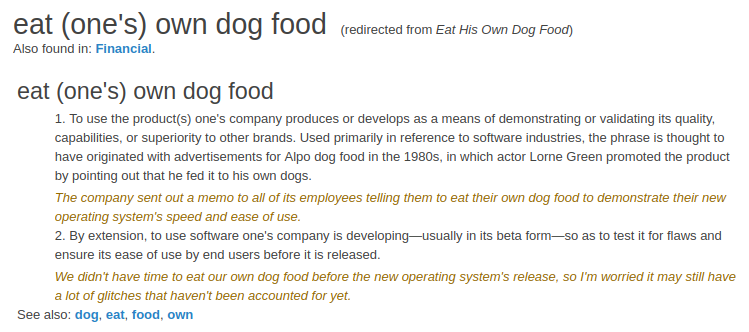 eat (one's) own dog food (redirected from Eat His Own Dog Food)
Also found in: Financial.
eat (one's) own dog food
1. To use the product(s) one's company produces or develops as a means of demonstrating or validating its quality,
capabilities, or superiority to other brands. Used primarily in reference to software industries, the phrase is thought to
have originated with advertisements for Alpo dog food in the 1980s, in which actor Lorne Green promoted the product
by pointing out that he fed it to his own dogs.
The company sent out a memo to all of its employees telling them to eat their own dog food to demonstrate their new
operating system's speed and ease of use.
2. By extension, to use software one's company is developing—usually in its beta form—so as to test it for flaws and
ensure its ease of use by end users before it is released.
We didn't have time to eat our own dog food before the new operating system's release, so I'm worried it may still have
a lot of glitches that haven't been accounted for yet.
See also: dog, eat, food, own